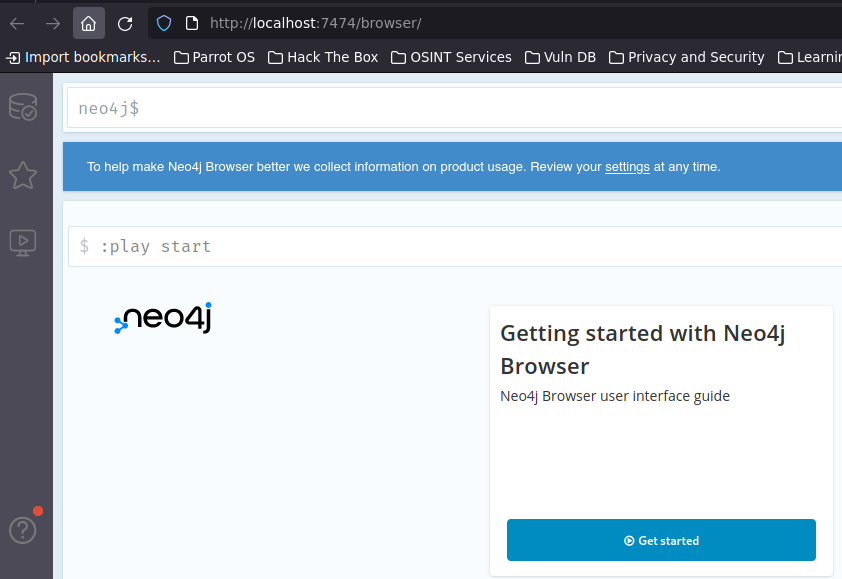 http://localhost:7474/browser/
Import bookmarks... Parrot OS Hack The Box OSINT Services Vuln DB Privacy and Security
neo4j$
To help make Neo4j Browser better we collect information on product usage. Review your settings at any time.
$ :play start
neo4j
Getting started with Neo4j
Browser
Neo4j Browser user interface guide
Get started